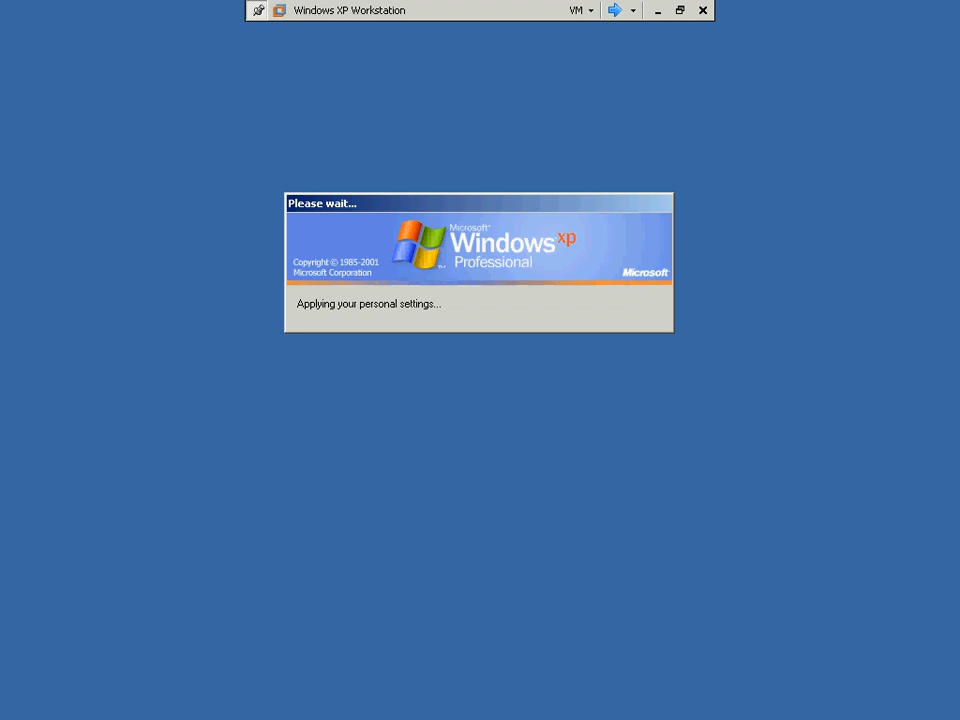 Windows XP Workstation
VM
Please wait...
Microsoft®
Windows xp
Professional
Copyright © 1985-2001
Microsoft Corporation
Microsoft
Applying your personal settings...